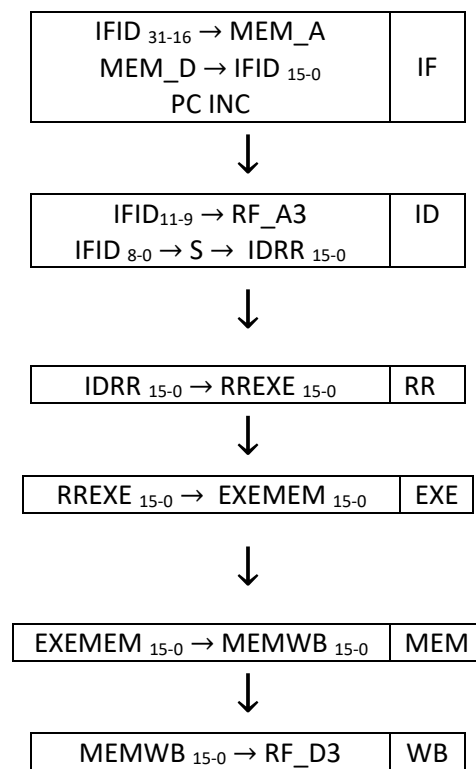 IFID 31-16 → MEM_A
MEM_D → IFID 15-0
PC INC
IF
IFID11-9 → RF_A3
IFID 8-0 → S → IDRR 15-0
ID
IDRR 15-0 → RREXE 15-0
RR
RREXE 15-0 → EXEMEM 15-0
EXE
EXEMEM 15-0 → MEMWB 15-0
MEM
MEMWB 15-0 → RF_D3
WB